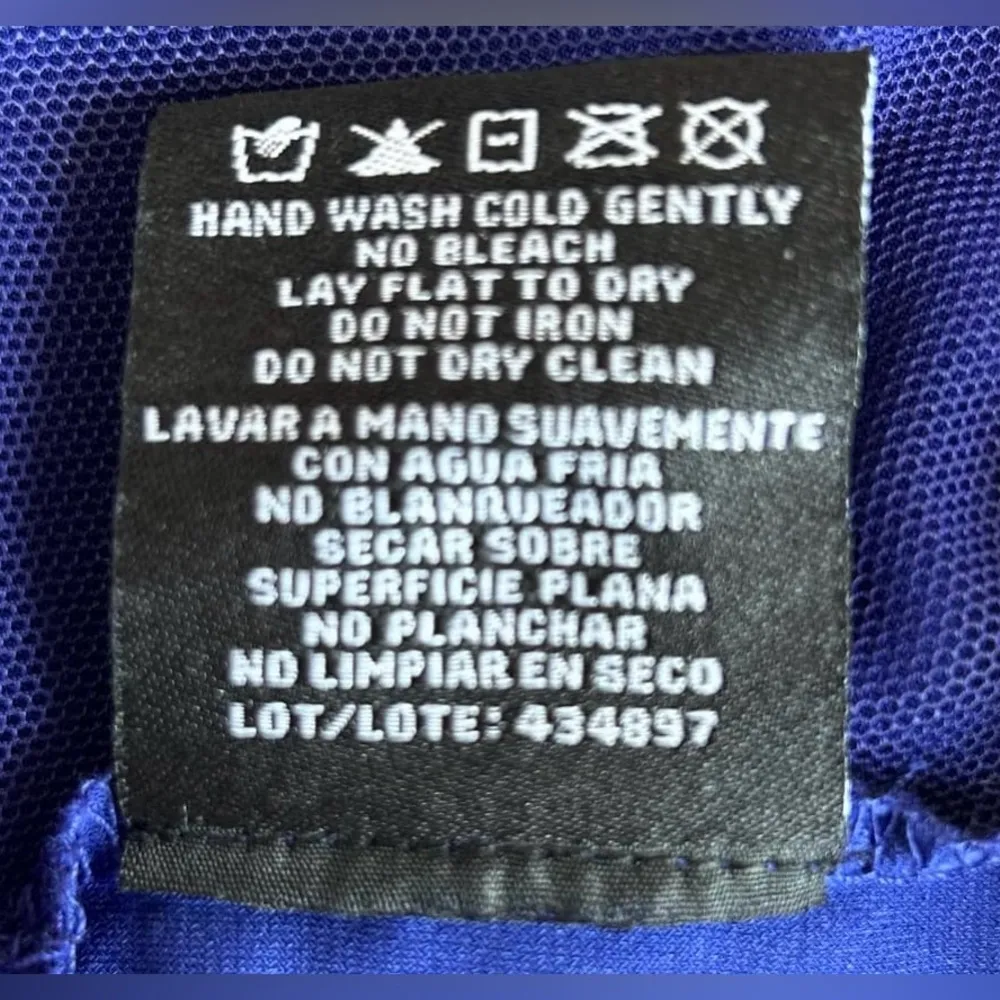 HAND WASH COLD GENTLY
NO BLEACH
LAY FLAT TO DRY
DO NOT IRON
DO NOT DRY CLEAN
LAVAR A MANO SUAVEMENTE
CON AGUA FRIA
NO BLANQUEADOR
SECAR SOBRE
SUPERFICIE PLANA
NO PLANCHAR
NO LIMPIAR EN SECO
LOT/LOTE: 434897